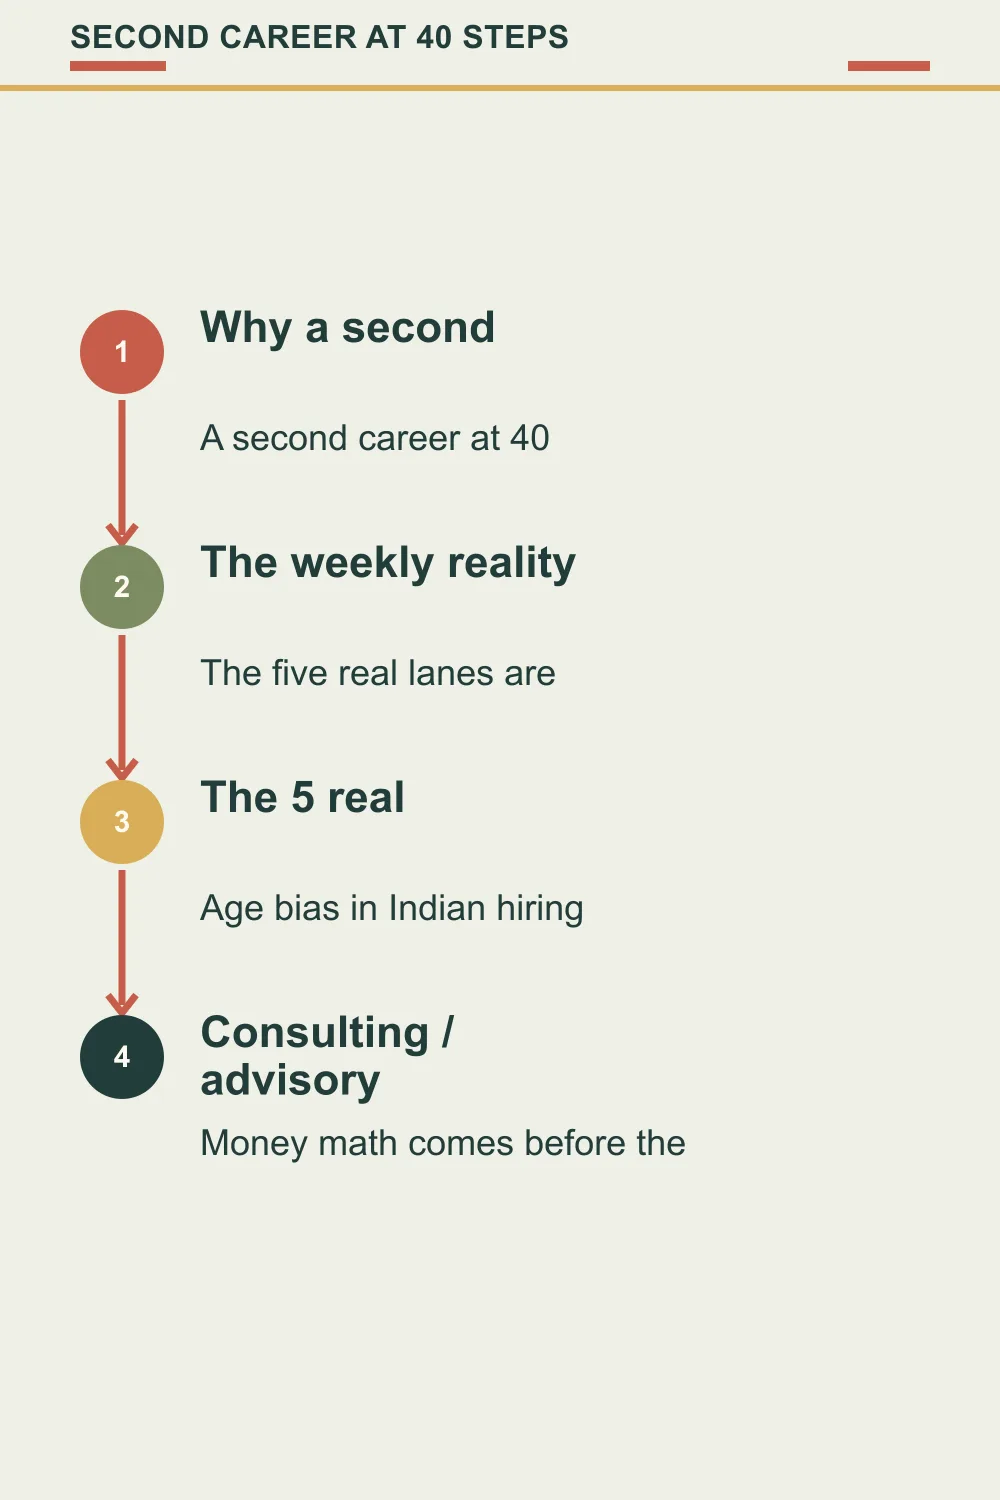 SECOND CAREER AT 40 STEPS
1
Why a second
A second career at 40
2
The weekly reality
The five real lanes are
3
The 5 real
Age bias in Indian hiring
4
Consulting /
advisory
Money math comes before the